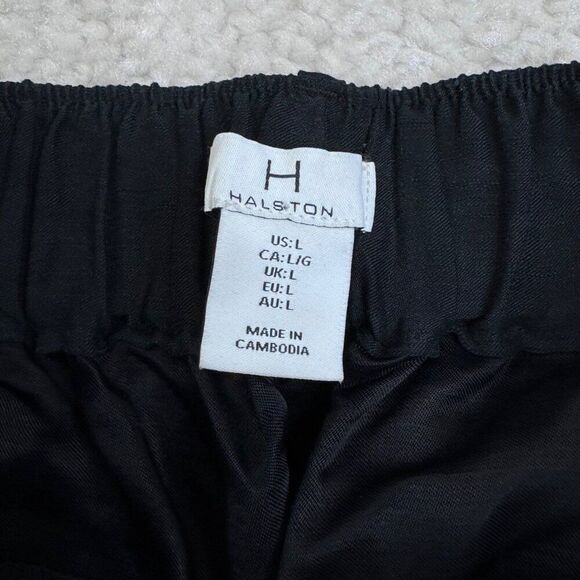 H
HALSTON
US: L
CA: L/G
UK: L
EU: L
AU: L
MADE IN
CAMBODIA